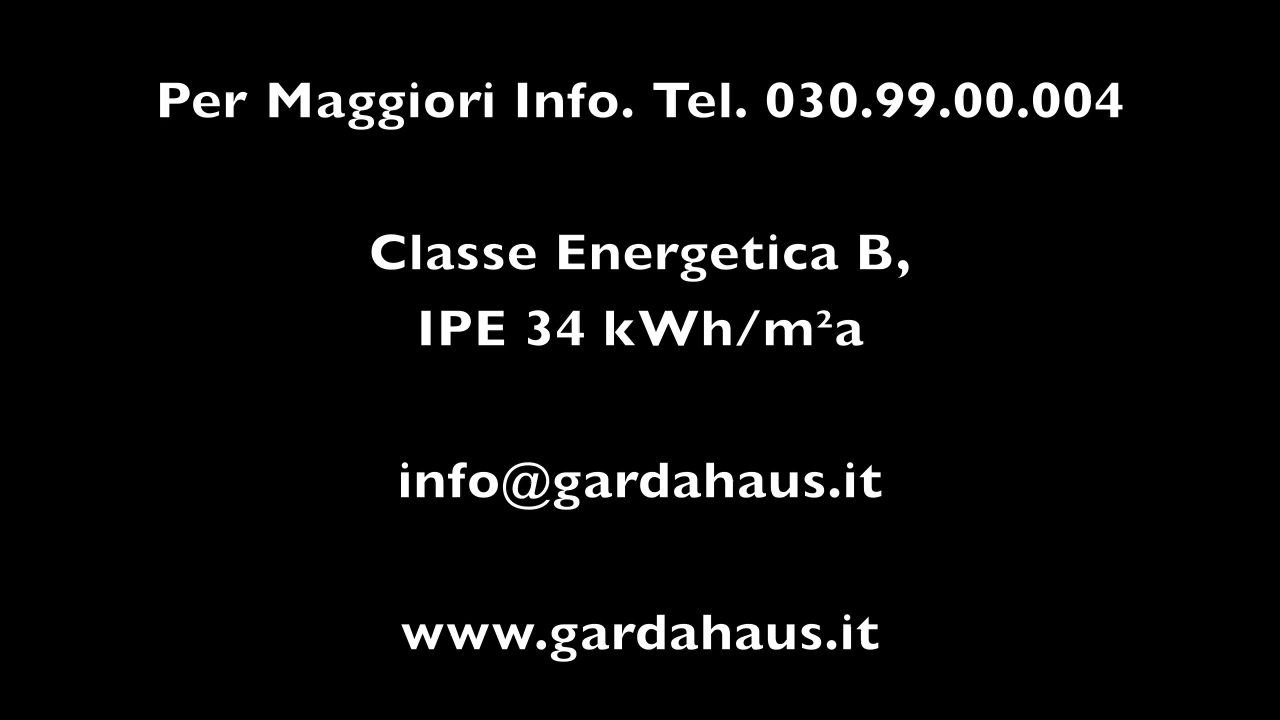 Per Maggiori Info. Tel. 030.99.00.004
Classe Energetica B,
IPE 34 kWh/m²a
info@gardahaus.it
www.gardahaus.it